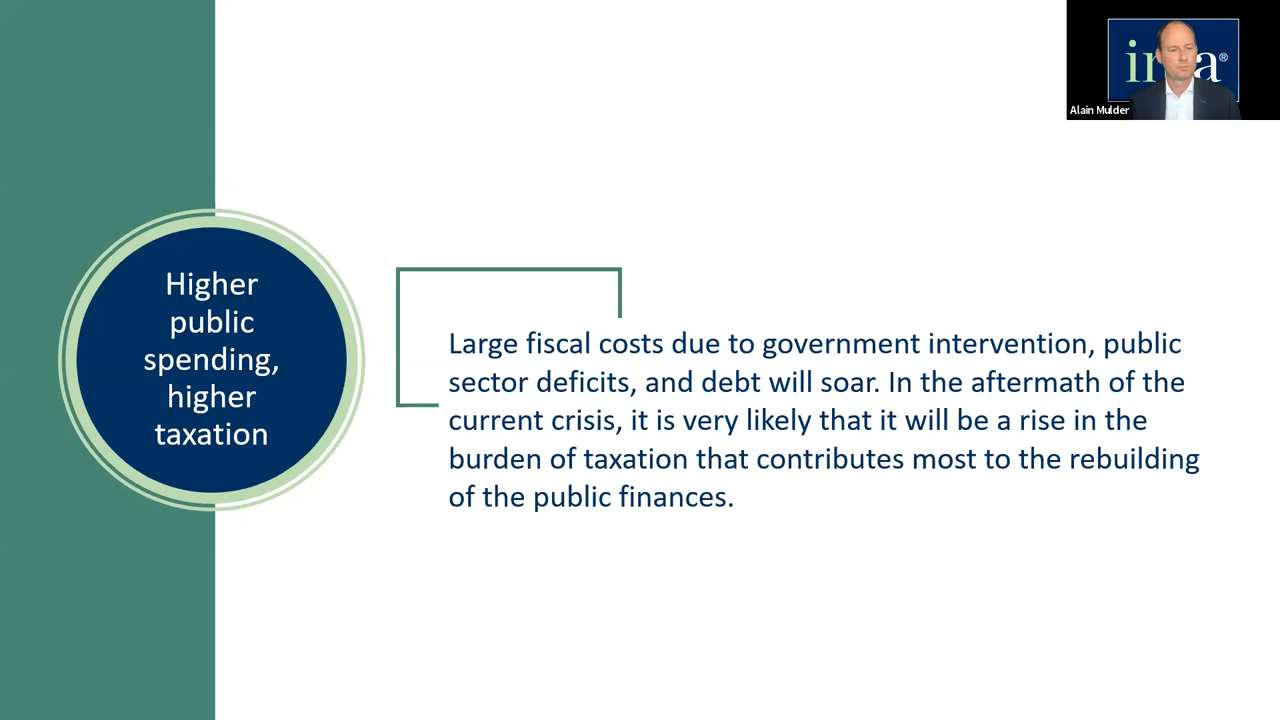 Alain Mulder
Higher
public
spending,
higher
taxation
Large fiscal costs due to government intervention, public
sector deficits, and debt will soar. In the aftermath of the
current crisis, it is very likely that it will be a rise in the
burden of taxation that contributes most to the rebuilding
of the public finances.